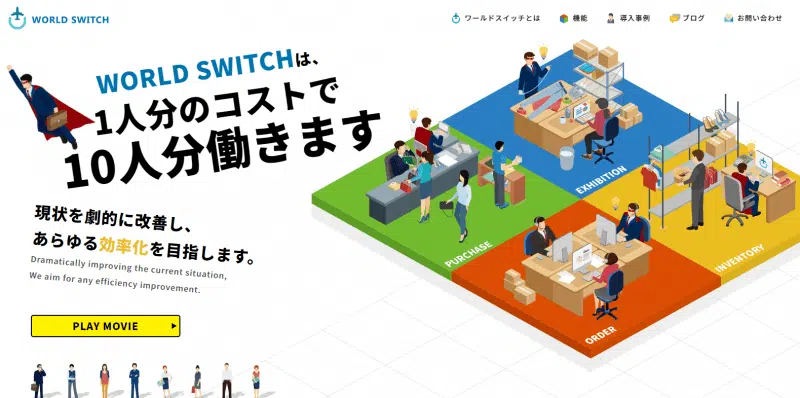 WORLD SWITCH
ワールドスイッチとは
機能
導入事例
ブログ
お問い合わせ
WORLD SWITCHは、
1人分のコストで
10人分働きます
現状を劇的に改善し、
あらゆる効率化を目指します。
Dramatically improving the current situation,
We aim for any efficiency improvement.
PLAY MOVIE
EXHIBITION
PURCHASE
INVENTORY
ORDER